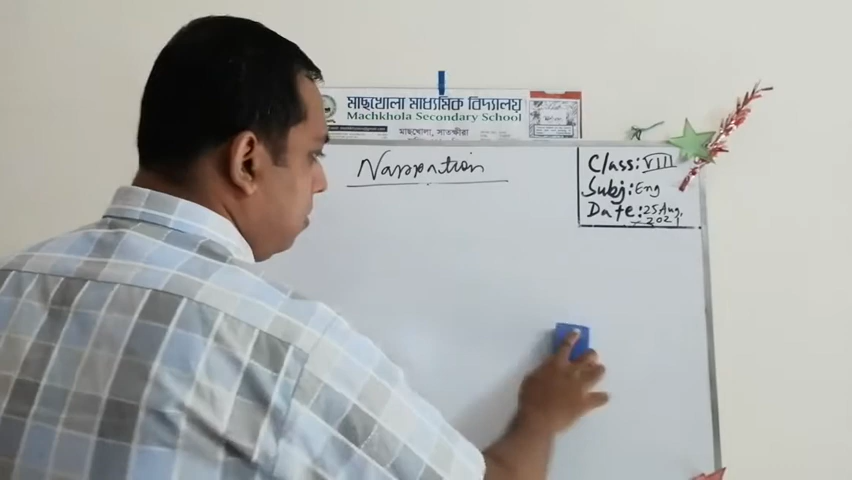 মাছখোলা মাধ্যমিক বিদ্যালয়
Machkhola Secondary School
মাছখোলা, সাতক্ষীরা
Narration
Class: VIII
Subj: Eng
Date: 25 Aug,
2021